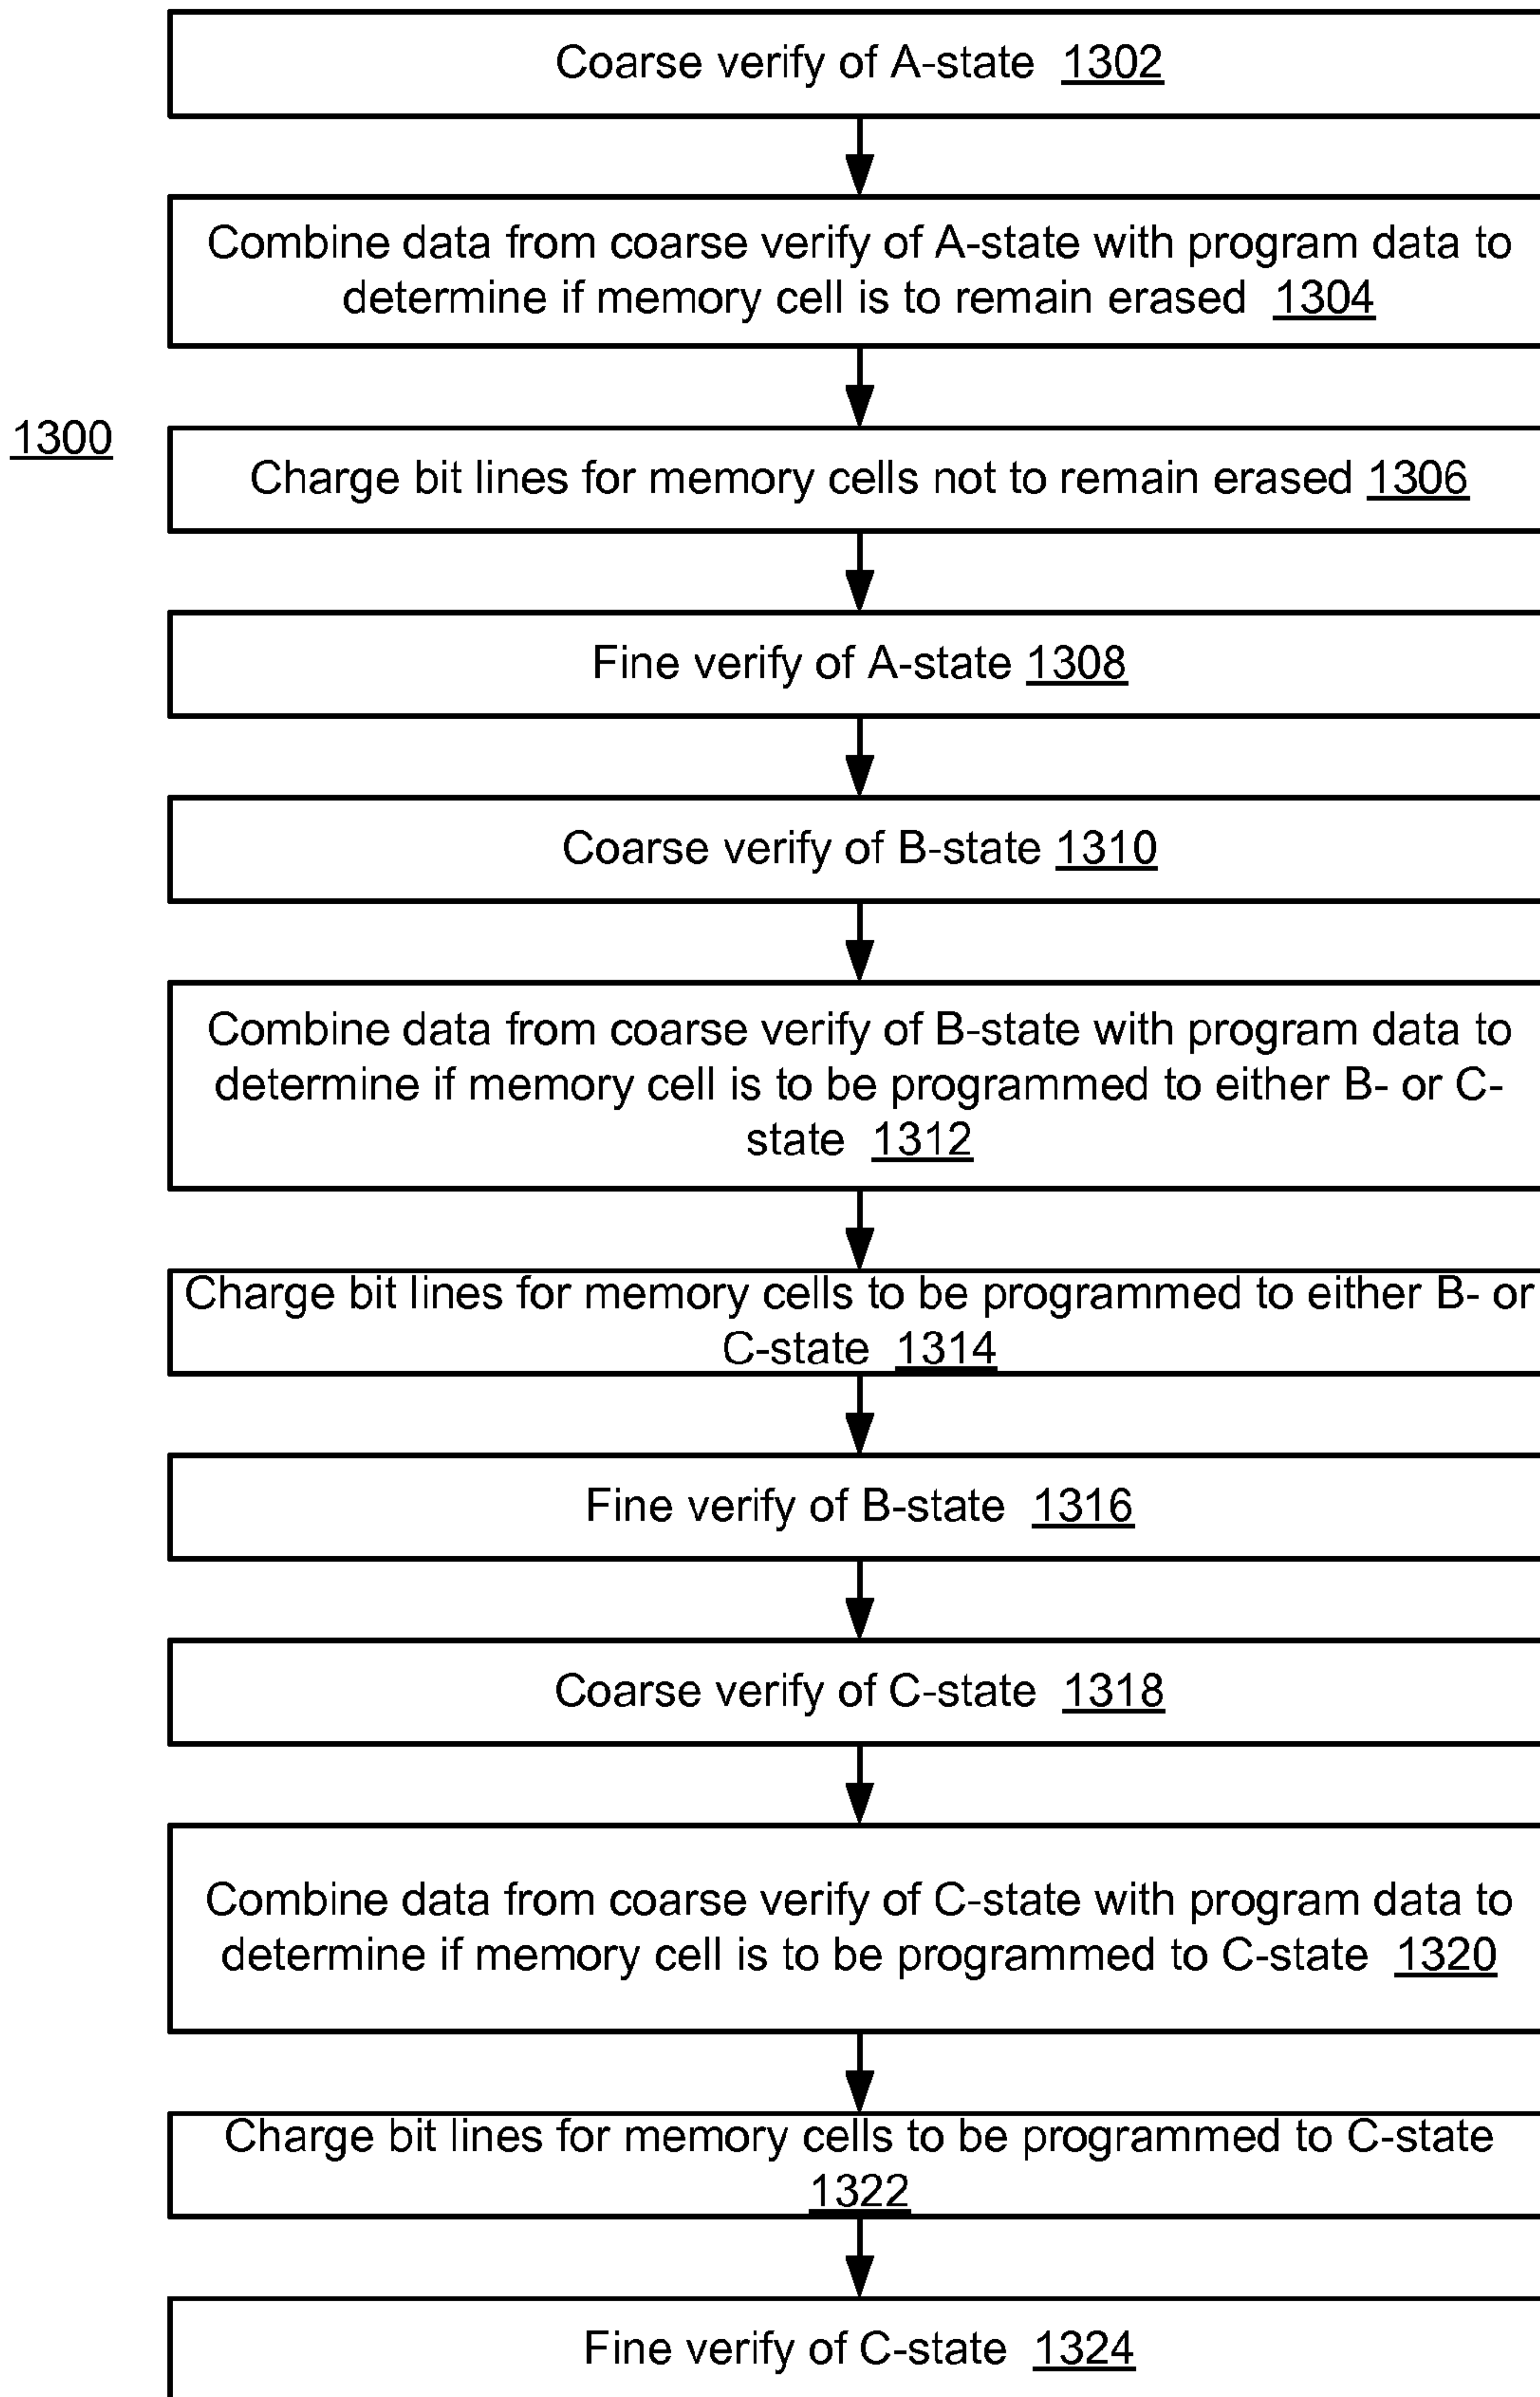 Coarse verify of A-state 1302
Combine data from coarse verify of A-state with program data to
determine if memory cell is to remain erased 1304
1300
Charge bit lines for memory cells not to remain erased 1306
Fine verify of A-state 1308
Coarse verify of B-state 1310
Combine data from coarse verify of B-state with program data to
determine if memory cell is to be programmed to either B- or C-
state 1312
Charge bit lines for memory cells to be programmed to either B- or
C-state 1314
Fine verify of B-state 1316
Coarse verify of C-state 1318
Combine data from coarse verify of C-state with program data to
determine if memory cell is to be programmed to C-state 1320
Charge bit lines for memory cells to be programmed to C-state
1322
Fine verify of C-state 1324